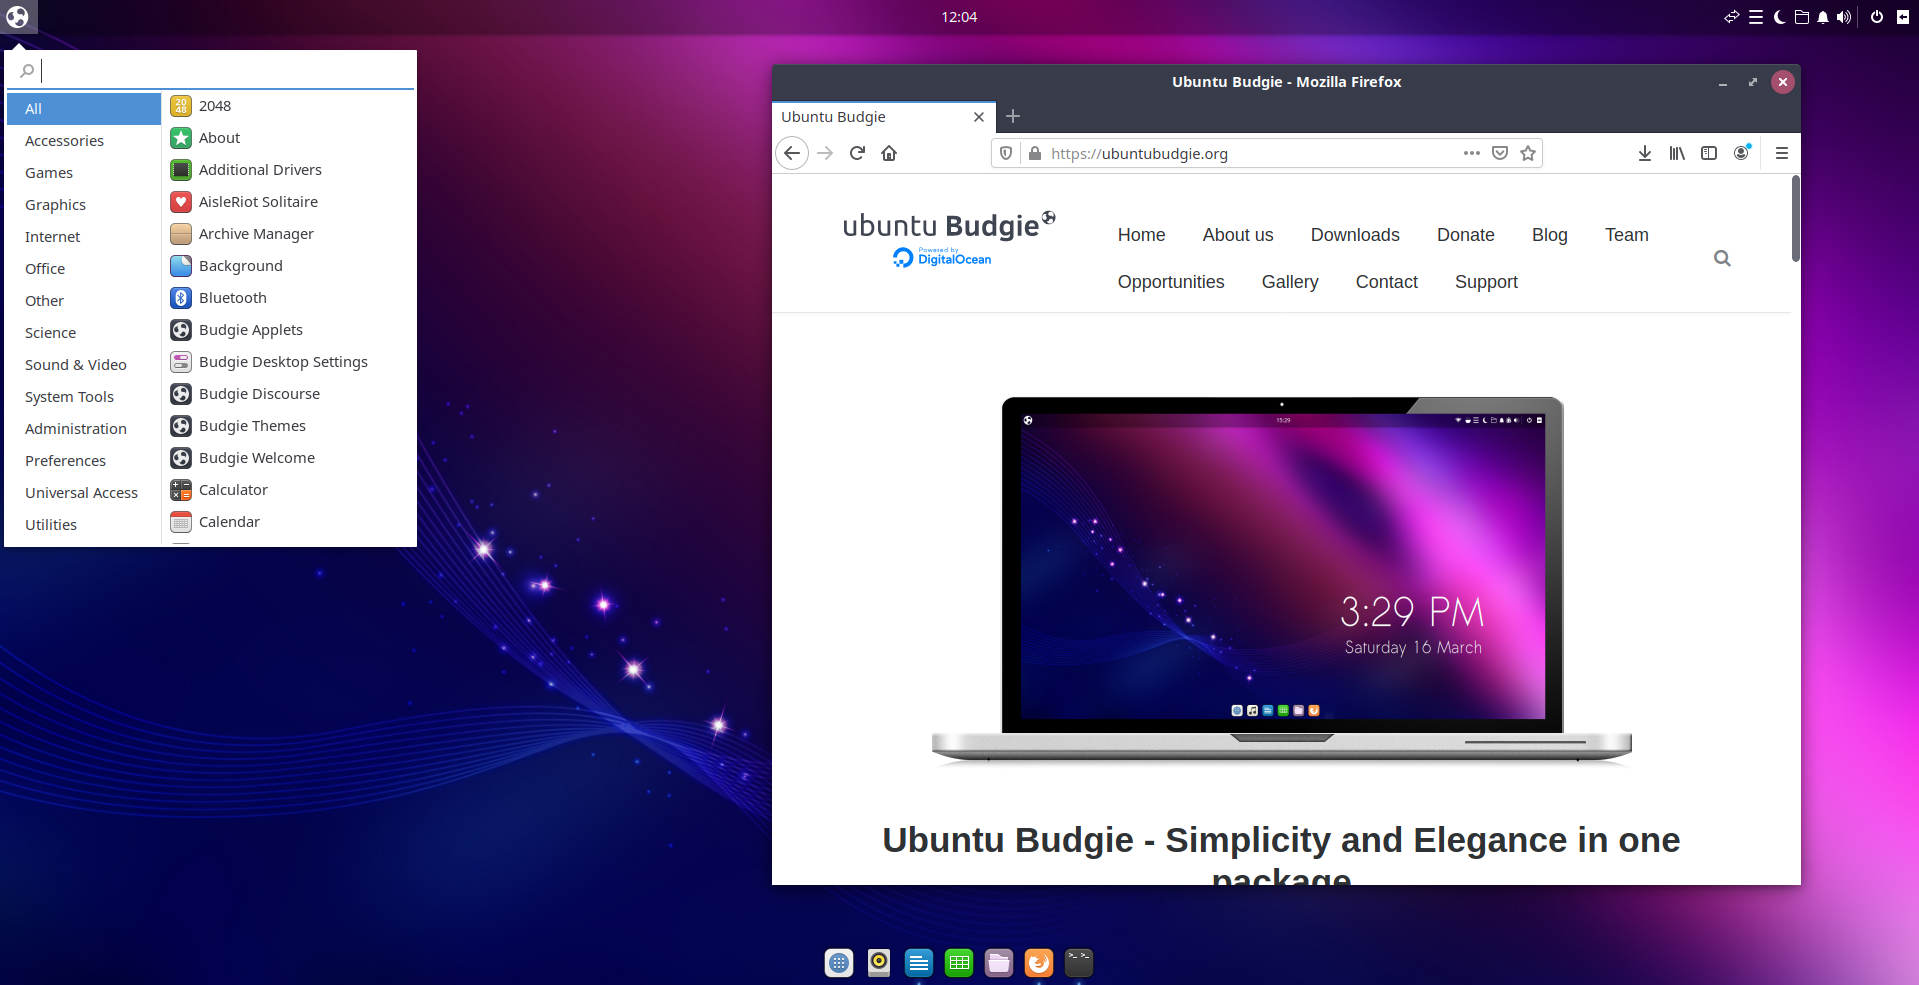 12:04
All
Accessories
Games
Graphics
Internet
Office
Other
Science
Sound & Video
System Tools
Administration
Preferences
Universal Access
Utilities
2048
About
Additional Drivers
AisleRiot Solitaire
Archive Manager
Background
Bluetooth
Budgie Applets
Budgie Desktop Settings
Budgie Discourse
Budgie Themes
Budgie Welcome
Calculator
Calendar
Ubuntu Budgie - Mozilla Firefox
Ubuntu Budgie
https://ubuntubudgie.org
ubuntu Budgie
Powered by
DigitalOcean
Home About us Downloads Donate Blog Team
Opportunities Gallery Contact Support
15:29
3:29 PM
Saturday 16 March
Ubuntu Budgie - Simplicity and Elegance in one
package